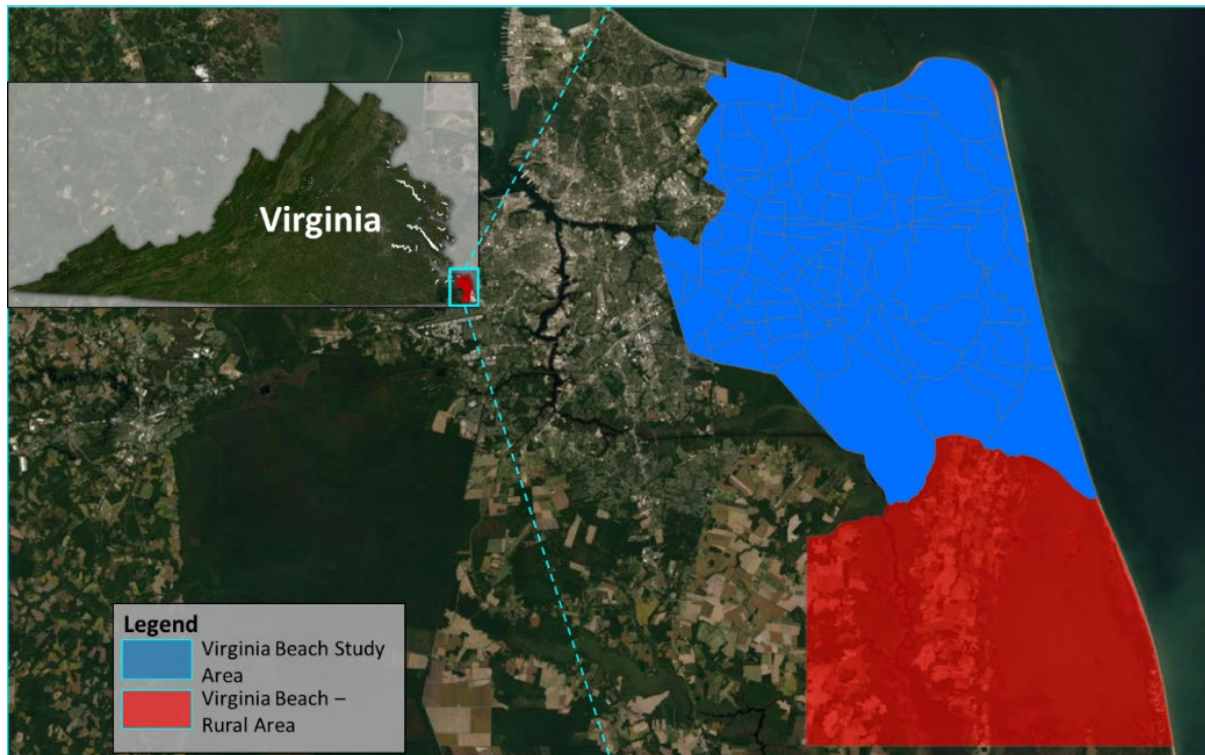 Virginia
Legend
Virginia Beach Study
Area
Virginia Beach –
Rural Area